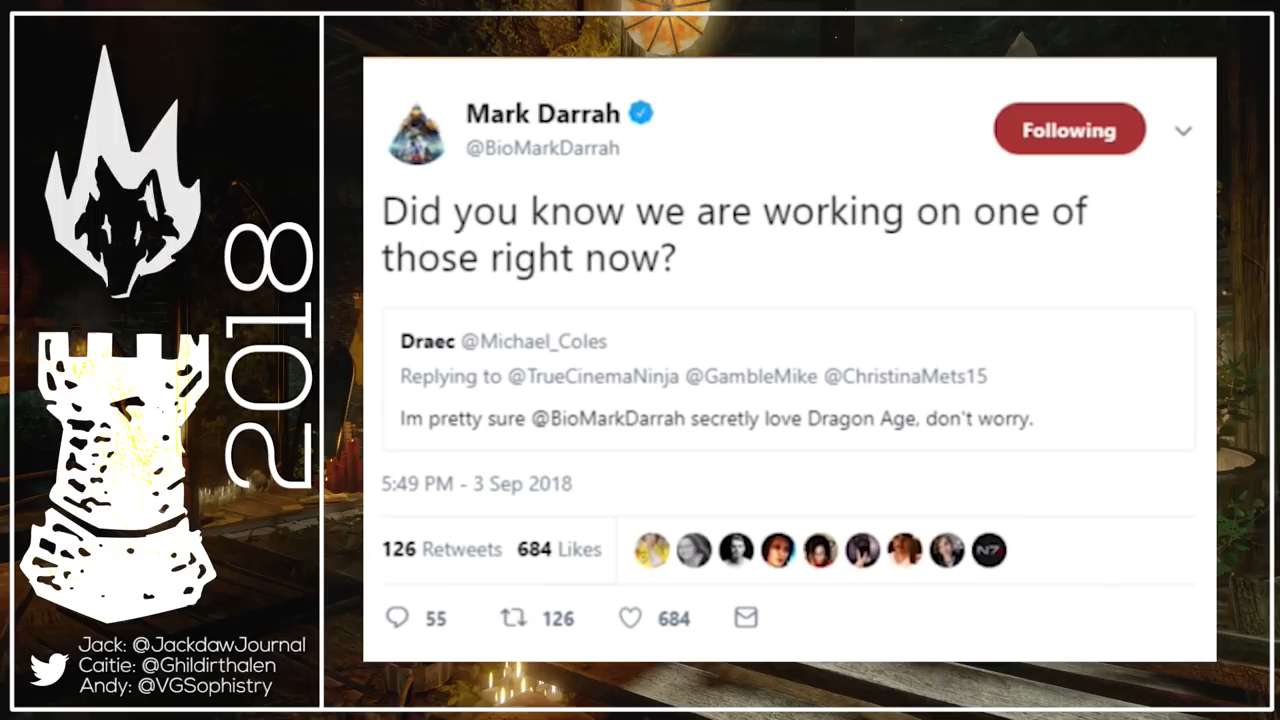 2018
Jack: @JackdawJournal
Caitie: @Ghildirthalen
Andy: @VGSophistry
Mark Darrah
@BioMarkDarrah
Following
Did you know we are working on one of
those right now?
Draec @Michael_Coles
Replying to @TrueCinemaNinja @GambleMike @ChristinaMets15
Im pretty sure @BioMarkDarrah secretly love Dragon Age, don't worry.
5:49 PM - 3 Sep 2018
126 Retweets 684 Likes
N7
55 126 684